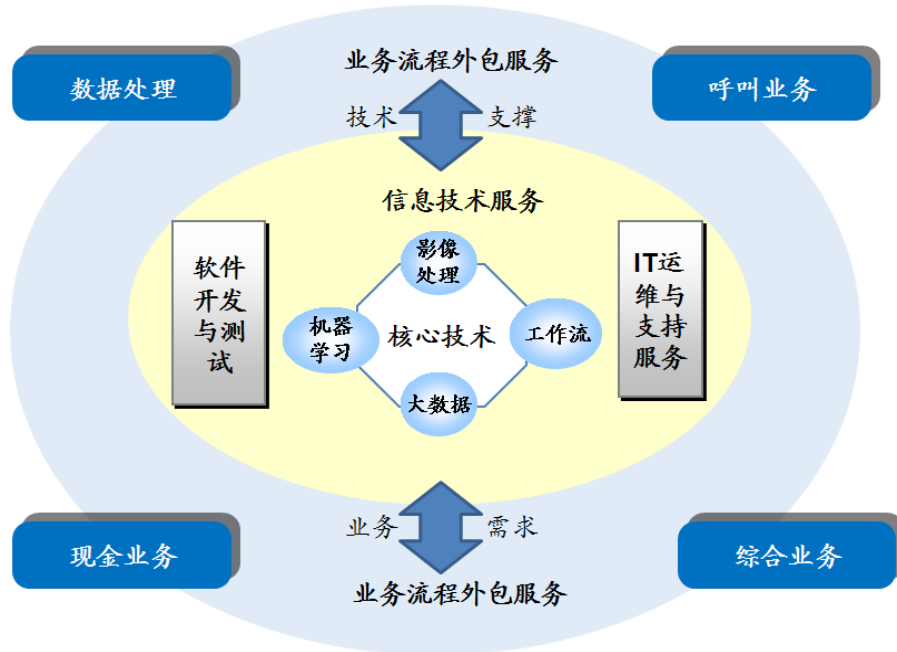 业务流程外包服务
数据处理
呼叫业务
技术 支撑
信息技术服务
软件
开发
与测
试
影像
处理
机器
学习
核心技术
工作流
大数据
IT运
维与
支持
服务
业务 需求
现金业务
综合业务
业务流程外包服务